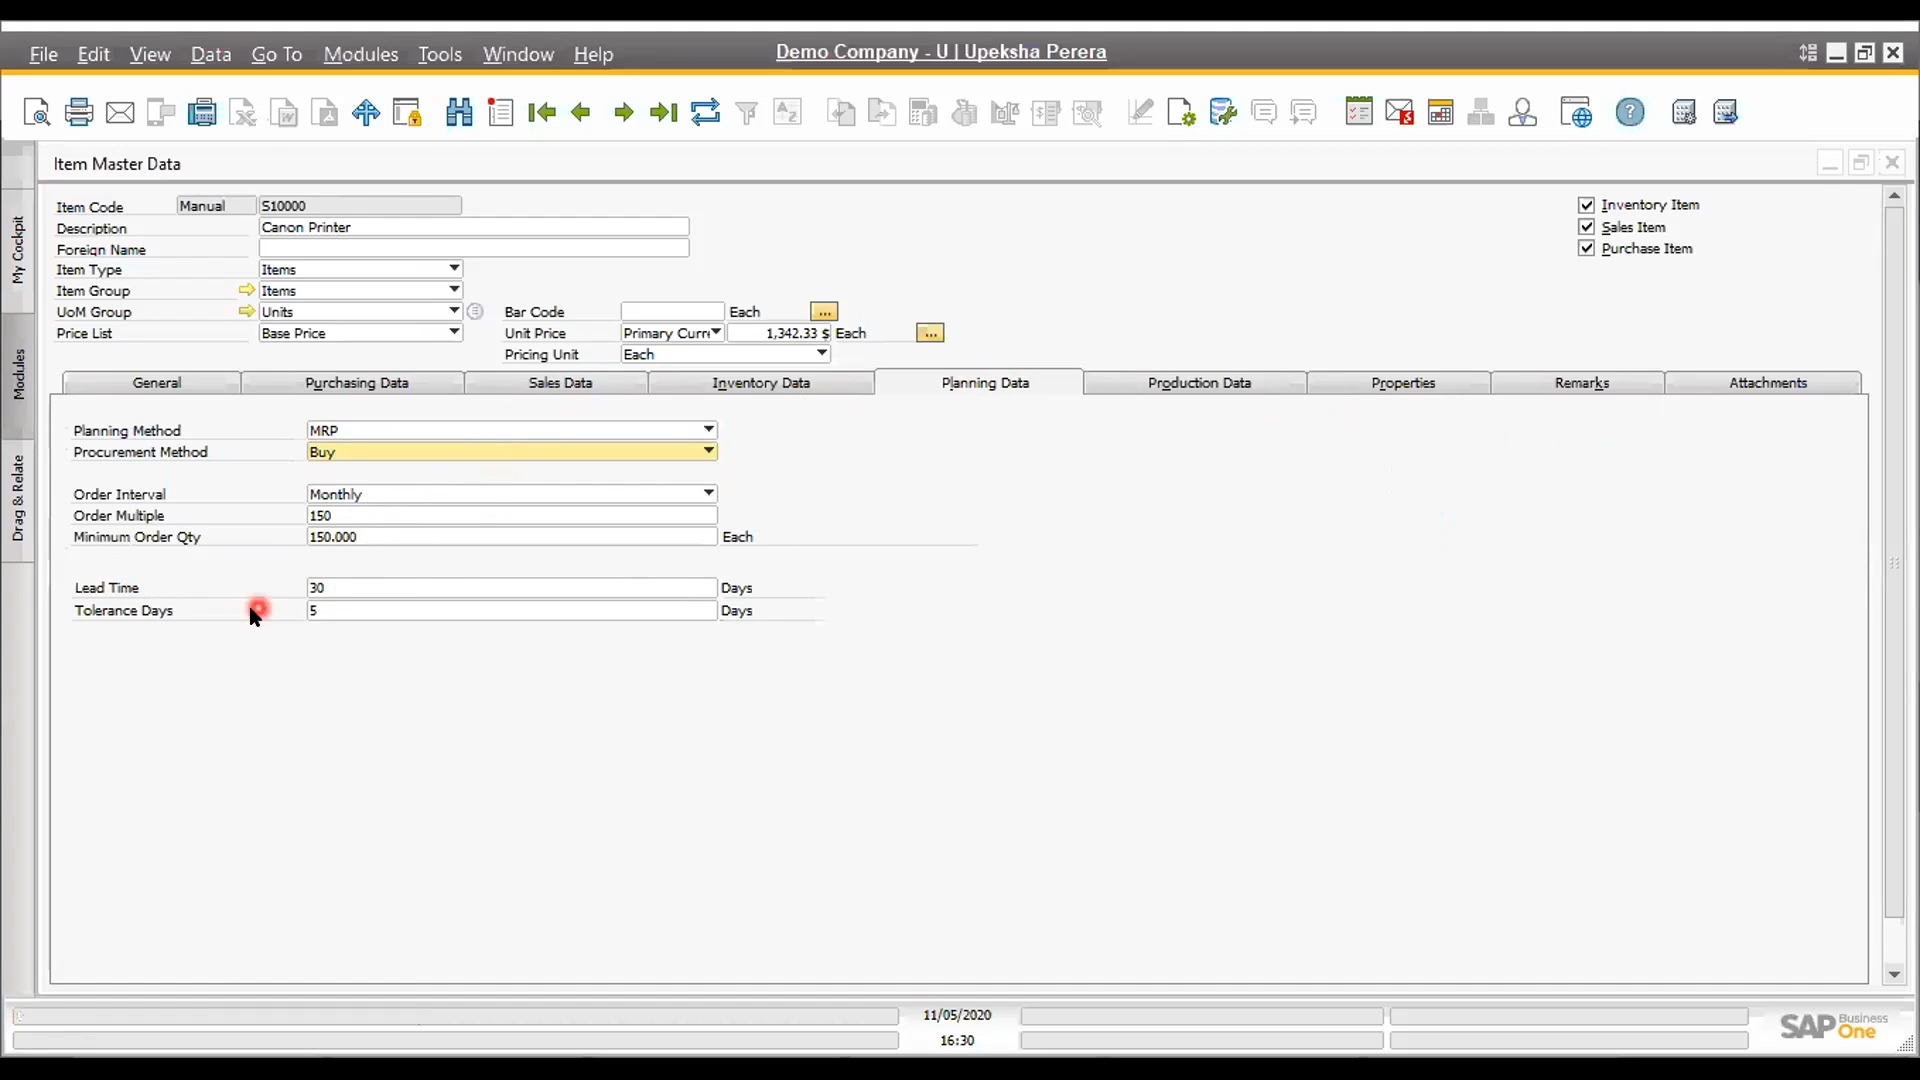 File Edit View Data Go To Modules Tools Window Help
Demo Company - U | Upeksha Perera
Item Master Data
My Cockpit
Modules
Drag & Relate
Item Code Manual S10000
Description Canon Printer
Foreign Name
Item Type Items
Item Group Items
UoM Group Units
Bar Code Each ...
Price List Base Price
Unit Price Primary Curre 1,342.33 $ Each ...
Pricing Unit Each
Inventory Item
Sales Item
Purchase Item
General Purchasing Data Sales Data Inventory Data Planning Data Production Data Properties Remarks Attachments
Planning Method MRP
Procurement Method Buy
Order Interval Monthly
Order Multiple 150
Minimum Order Qty 150.000 Each
Lead Time 30 Days
Tolerance Days 5 Days
11/05/2020
16:30
SAP Business One